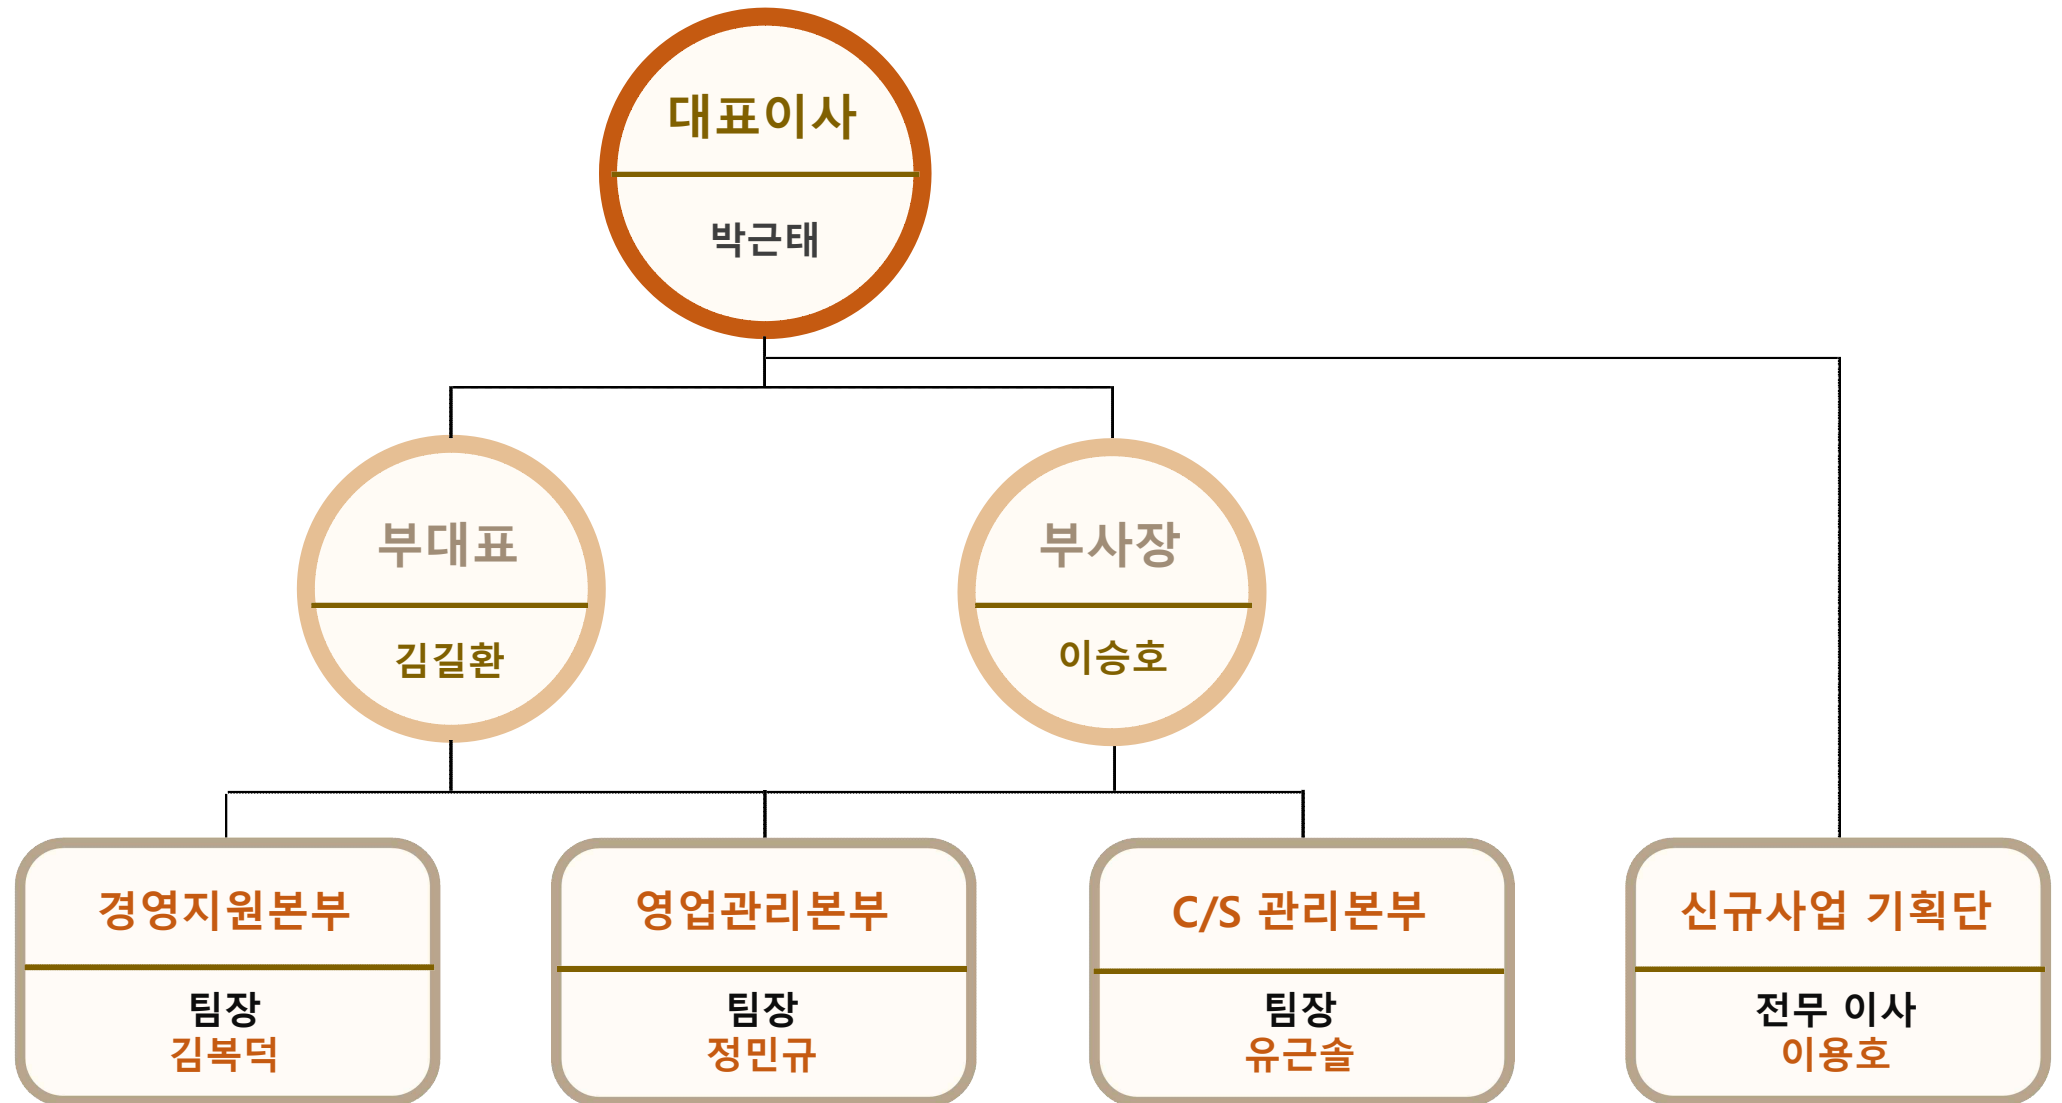 대표이사
박근태
부대표
김길환
부사장
이승호
경영지원본부
팀장
김복덕
영업관리본부
팀장
정민규
C/S 관리본부
팀장
유근솔
신규사업 기획단
전무 이사
이용호